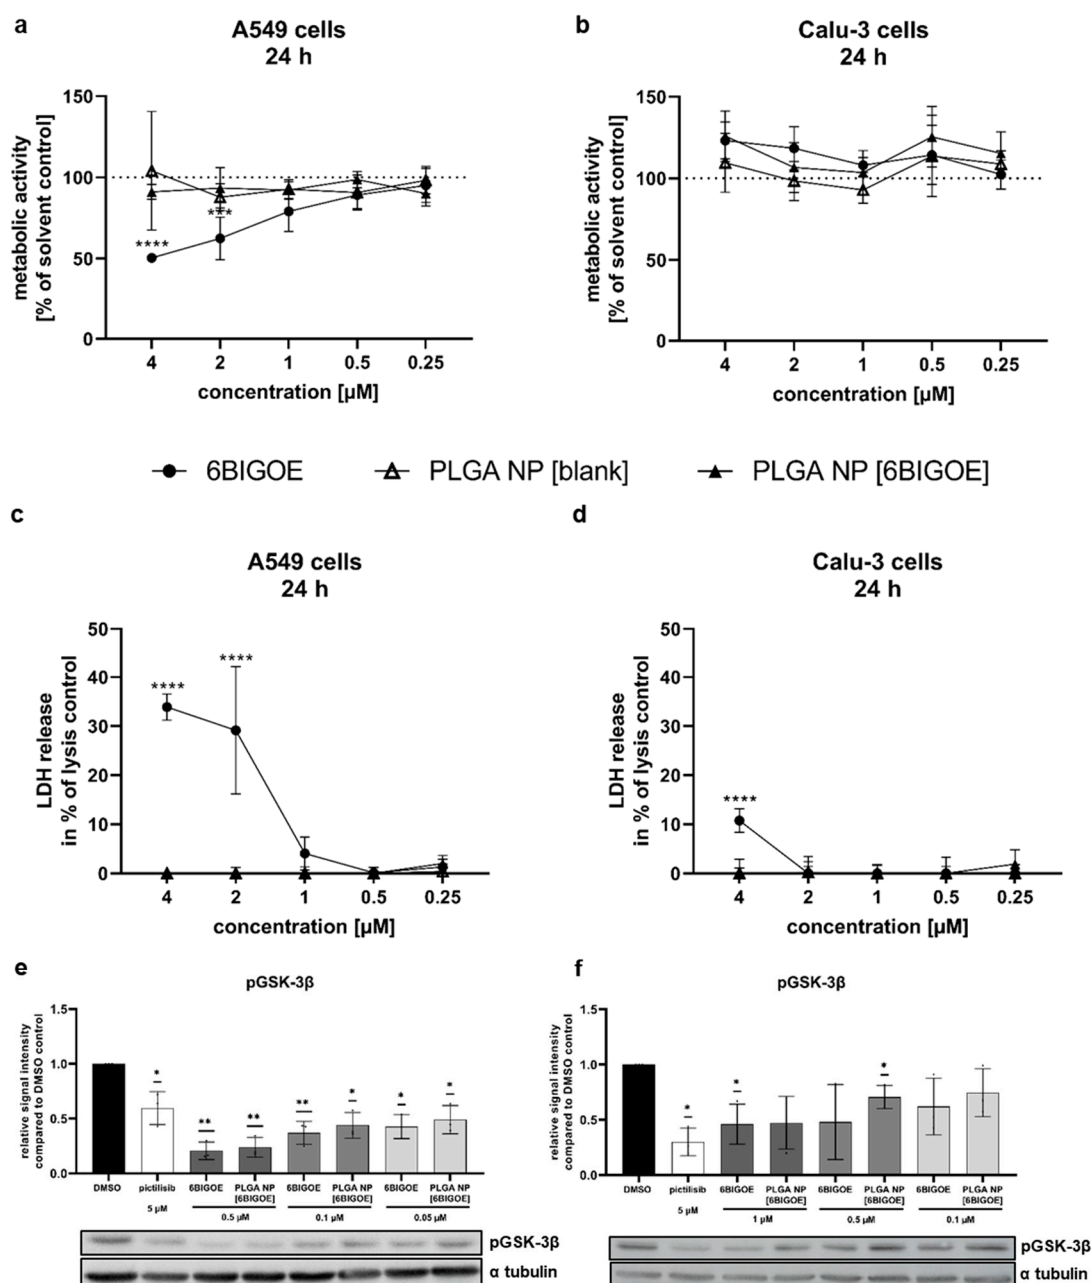 a
A549 cells
24 h
metabolic activity
[% of solvent control]
150
100
50
0
****
***
4 2 1 0.5 0.25
concentration [µM]
b
Calu-3 cells
24 h
metabolic activity
[% of solvent control]
150
100
50
0
4 2 1 0.5 0.25
concentration [µM]
6BIGOE PLGA NP [blank] PLGA NP [6BIGOE]
c
A549 cells
24 h
LDH release
in % of lysis control
50
40
30
20
10
0
****
****
4 2 1 0.5 0.25
concentration [µM]
d
Calu-3 cells
24 h
LDH release
in % of lysis control
50
40
30
20
10
0
****
4 2 1 0.5 0.25
concentration [µM]
e
pGSK-3β
relative signal intensity
compared to DMSO control
1.5
1.0
0.5
0.0
* ** ** ** * * *
DMSO pictilisib 6BIGOE PLGA NP [6BIGOE] 6BIGOE PLGA NP [6BIGOE] 6BIGOE PLGA NP [6BIGOE]
5 µM 0.5 µM 0.1 µM 0.05 µM
pGSK-3β
α tubulin
f
pGSK-3β
relative signal intensity
compared to DMSO control
1.5
1.0
0.5
0.0
* * *
DMSO pictilisib 6BIGOE PLGA NP [6BIGOE] 6BIGOE PLGA NP [6BIGOE] 6BIGOE PLGA NP [6BIGOE]
5 µM 1 µM 0.5 µM 0.1 µM
pGSK-3β
α tubulin